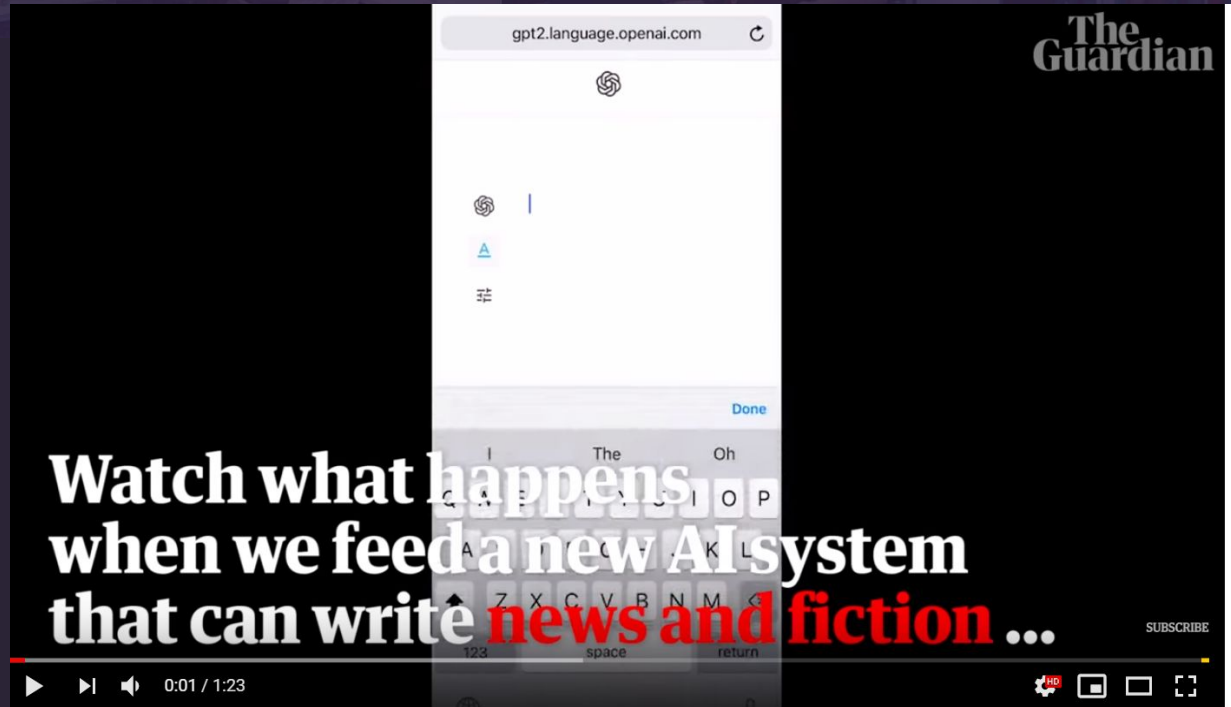 gpt2.language.openai.com
The
Guardian
A
Done
I The Oh
Watch what happens
when we feed a new AI system
that can write news and fiction ...
Q O P
A K L
Z X C V B N M
123 space return
SUBSCRIBE
0:01 / 1:23
HD